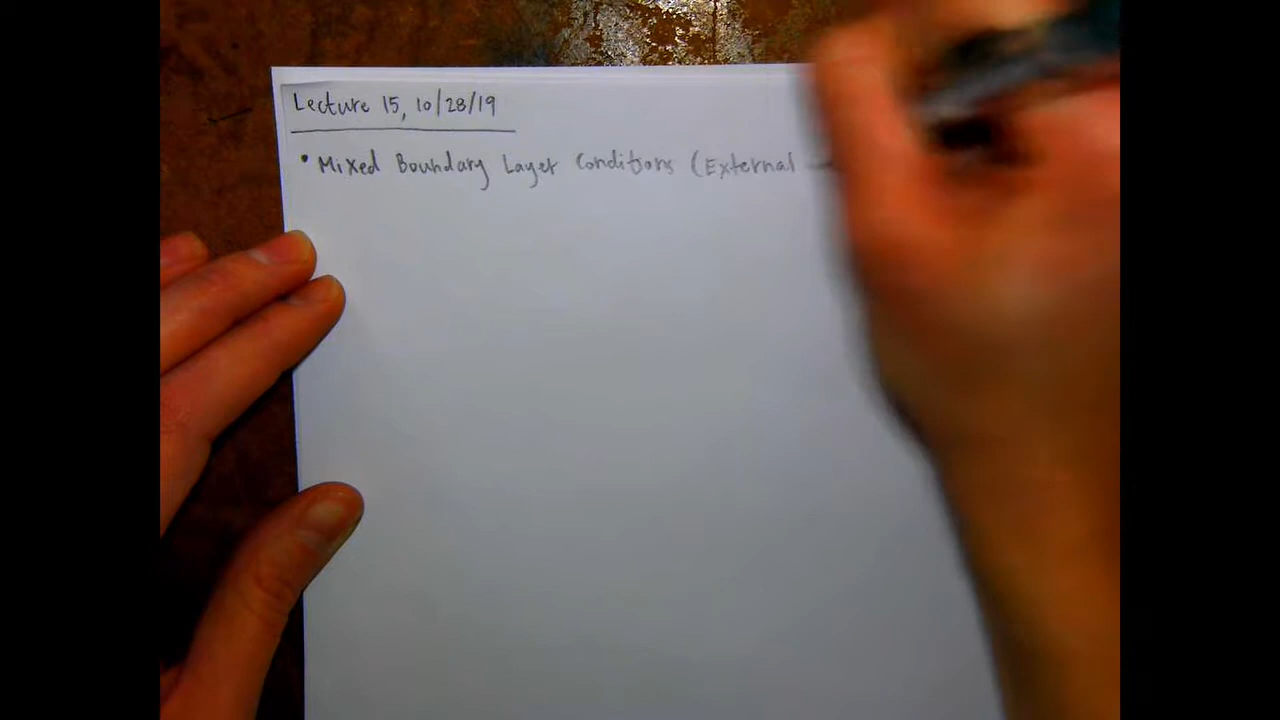 Lecture 15, 10/28/19
• Mixed Boundary Layer Conditions (External